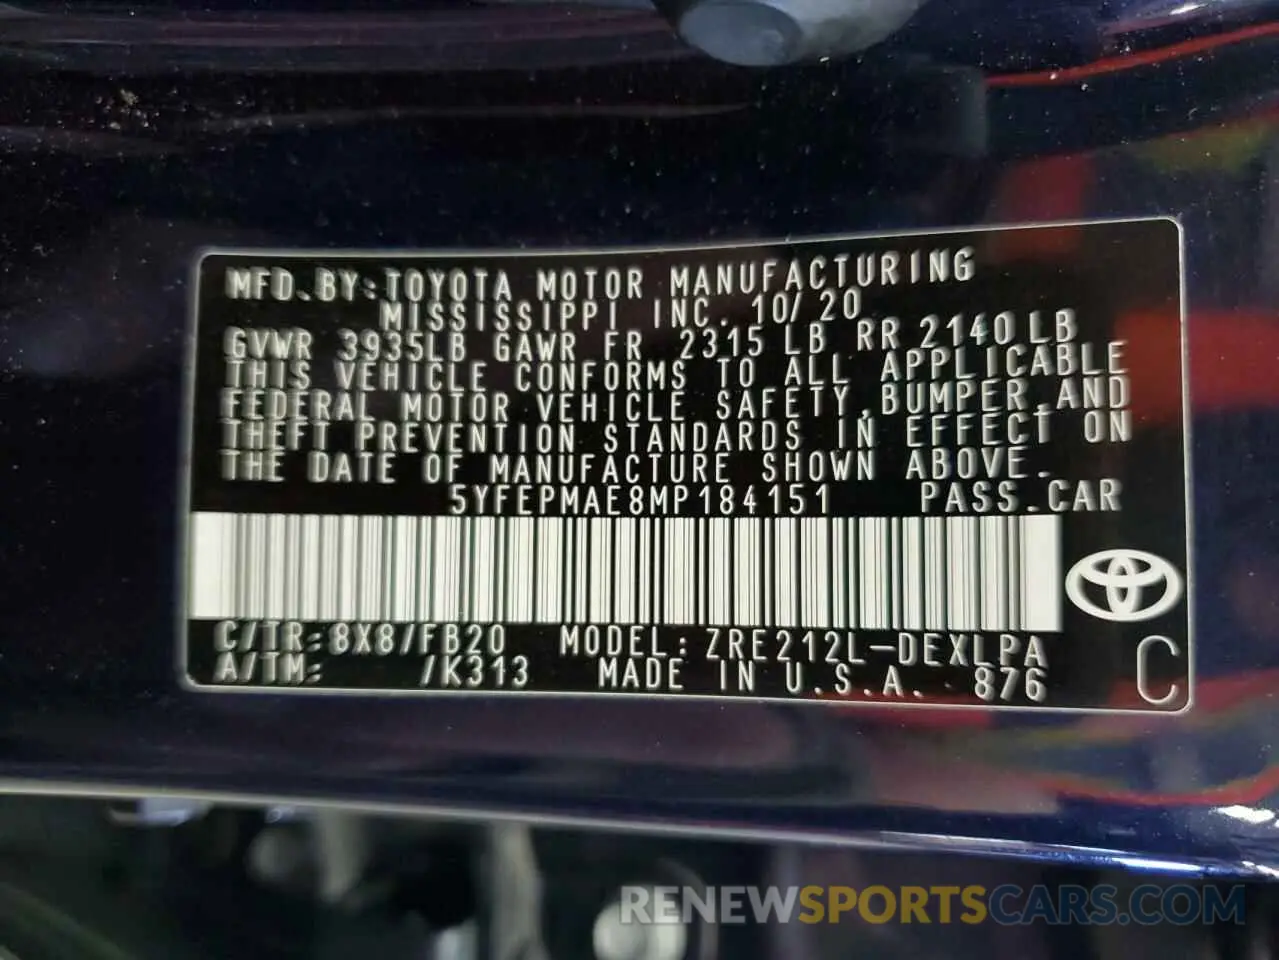 MFD.BY:TOYOTA MOTOR MANUFACTURING
MISSISSIPPI INC. 10/20
GVWR 3935LB GAWR FR 2315 LB RR 2140 LB
THIS VEHICLE CONFORMS TO ALL APPLICABLE
FEDERAL MOTOR VEHICLE SAFETY,BUMPER,AND
THEFT PREVENTION STANDARDS IN EFFECT ON
THE DATE OF MANUFACTURE SHOWN ABOVE.
5YFEPMAE8MP184151 PASS.CAR
C/TR:8X8/FB20 MODEL:ZRE212L-DEXLPA
A/TM: /K313 MADE IN U.S.A. 876
C
RENEWSPORTSCARS.COM